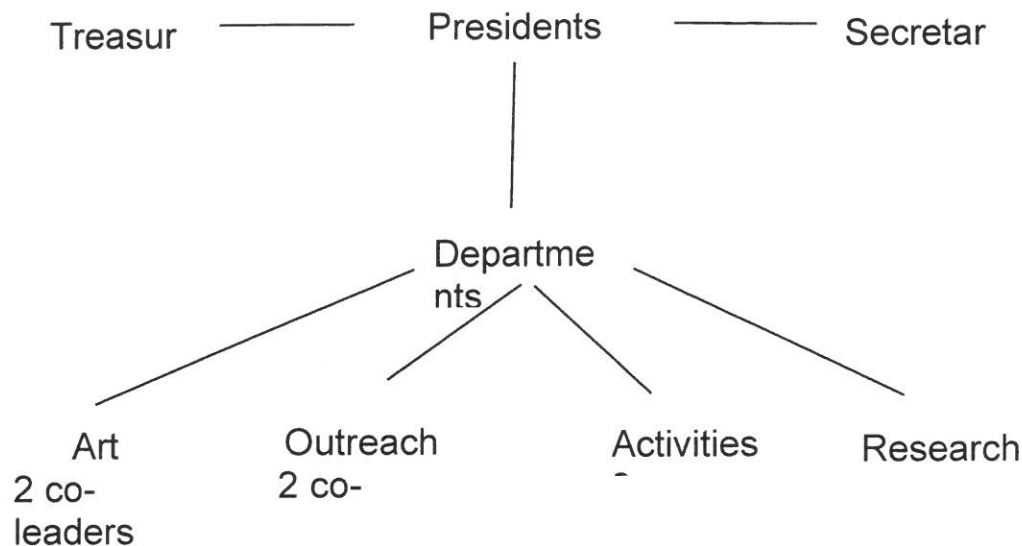 Treasur
Presidents
Secretar
Departme
nts
Art
Outreach
Activities
Research
2 co-
leaders
2 co-